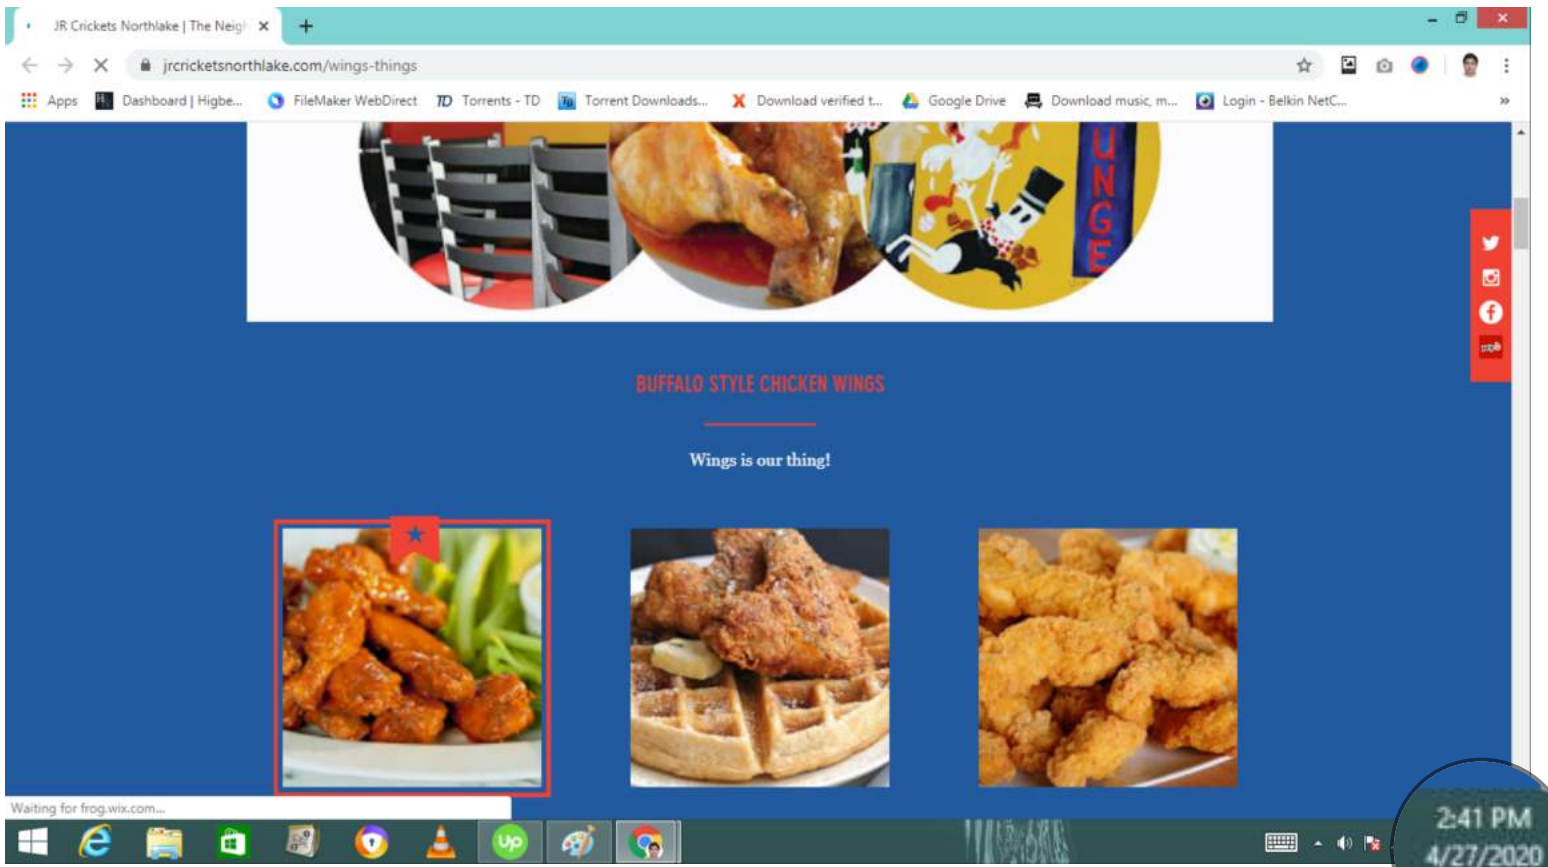 JR Crickets Northlake | The Neigh
jrcricketsnorthlake.com/wings-things
Apps Dashboard | Higbe... FileMaker WebDirect TD Torrents - TD Torrent Downloads... Download verified t... Google Drive Download music, m... Login - Belkin NetC... »
UNGE
BUFFALO STYLE CHICKEN WINGS
Wings is our thing!
Waiting for frog.wix.com...
Up
2:41 PM
4/27/2020